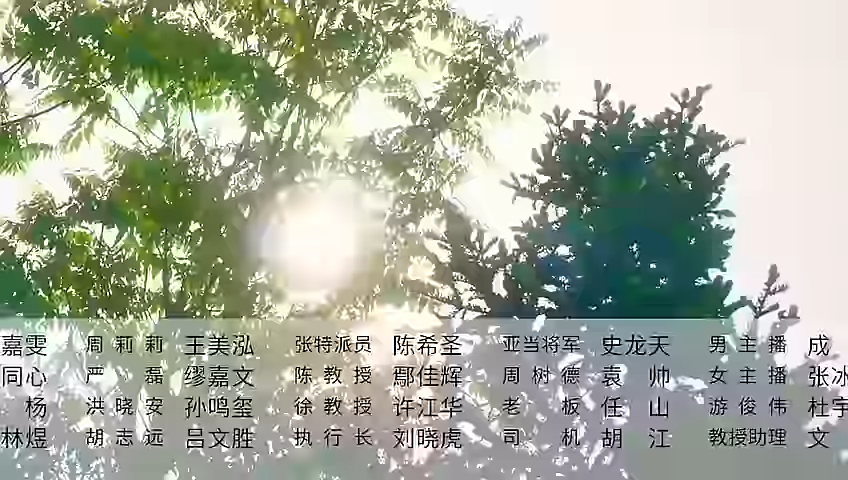 嘉雯 周莉莉 王美泓 张特派员 陈希圣 亚当将军 史龙天 男主播 成
同心 严磊 缪嘉文 陈教授 鄢佳辉 周树德 袁帅 女主播 张冰
杨 洪晓安 孙鸣玺 徐教授 许江华 老板 任山 游俊伟 杜宇
林煜 胡志远 吕文胜 执行长 刘晓虎 司机 胡江 教授助理 文